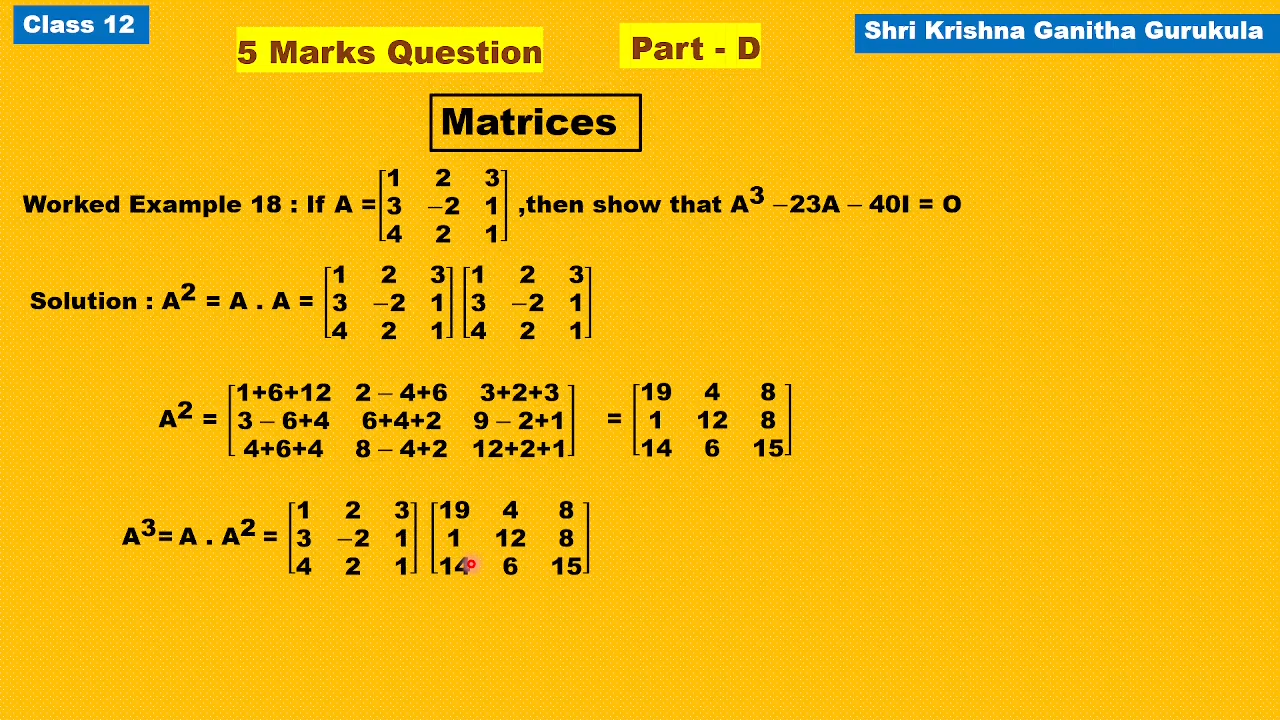 Class 12
5 Marks Question
Part - D
Shri Krishna Ganitha Gurukula
Matrices
Worked Example 18 : If A = [1 2 3
3 −2 1
4 2 1] ,then show that A³ −23A − 40I = O
Solution : A² = A . A = [1 2 3
3 −2 1
4 2 1] [1 2 3
3 −2 1
4 2 1]
A² = [1+6+12 2 − 4+6 3+2+3
3 − 6+4 6+4+2 9 − 2+1
4+6+4 8 − 4+2 12+2+1] = [19 4 8
1 12 8
14 6 15]
A³= A . A² = [1 2 3
3 −2 1
4 2 1] [19 4 8
1 12 8
14 6 15]